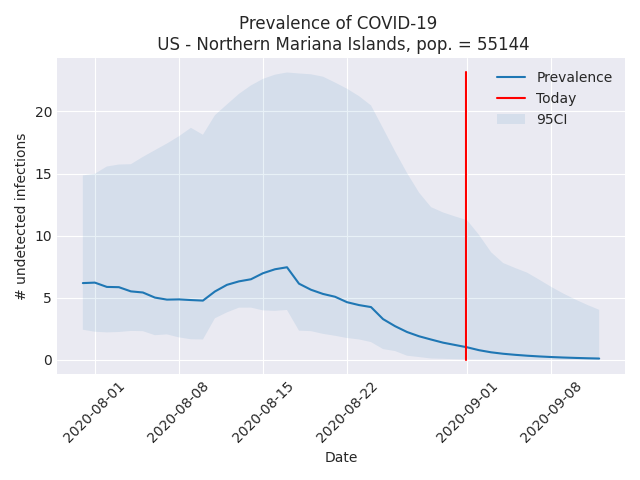 Prevalence of COVID-19
US - Northern Mariana Islands, pop. = 55144
# undetected infections
20
15
10
5
0
Prevalence
Today
95CI
2020-08-01
2020-08-08
2020-08-15
2020-08-22
2020-09-01
2020-09-08
Date